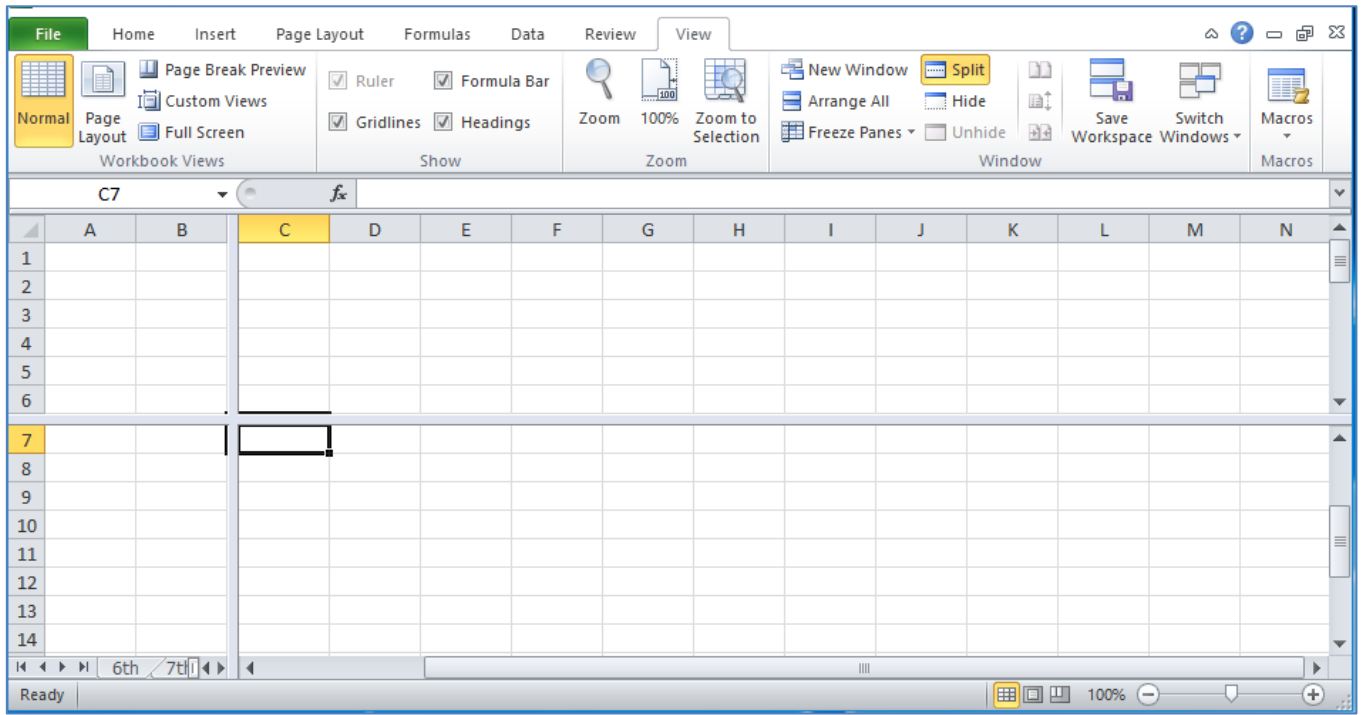 File Home Insert Page Layout Formulas Data Review View
Page Break Preview Ruler Formula Bar New Window Split
Custom Views Arrange All Hide
Normal Page Layout Full Screen Gridlines Headings Zoom 100% Zoom to Selection Freeze Panes Unhide Save Workspace Switch Windows Macros
Workbook Views Show Zoom Window Macros
C7 fx
A B C D E F G H I J K L M N
1
2
3
4
5
6
7
8
9
10
11
12
13
14
6th 7th
Ready 100%